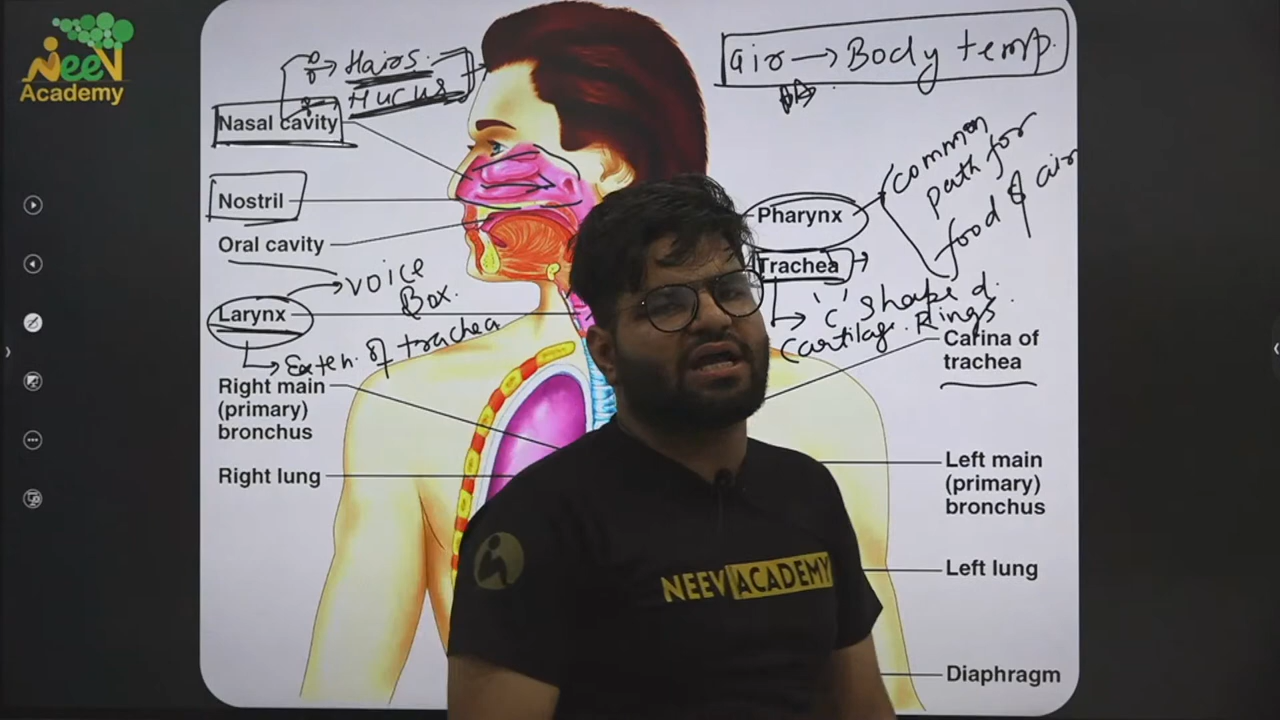 NeeV
Academy
Hairs.
Mucus
air → Body temp.
Nasal cavity
Nostril
Oral cavity
voice
Box.
Larynx
Exten. of trachea
Right main
(primary)
bronchus
Right lung
Pharynx
common
path for
food & air
Trachea
'C' shaped.
Cartilage. Rings
Carina of
trachea
Left main
(primary)
bronchus
Left lung
Diaphragm
NEEV ACADEMY